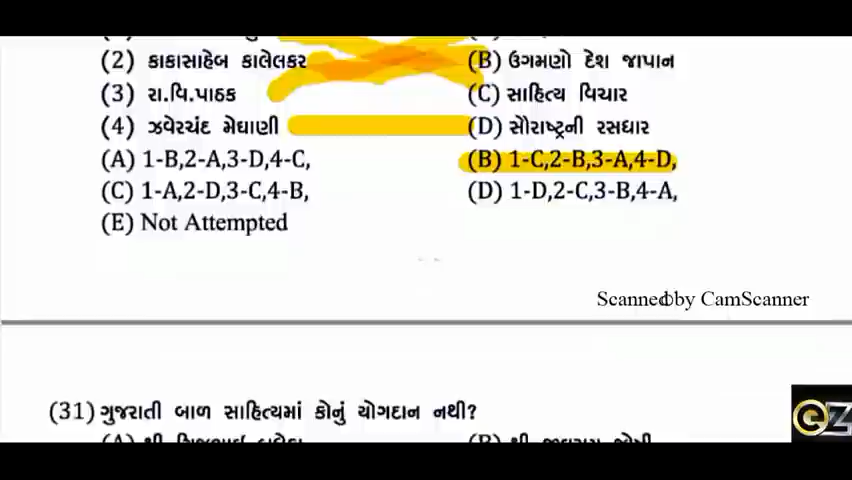 (2) કાકાસાહેબ કાલેલકર (B) ઉગમણો દેશ જાપાન
(3) રા.વિ.પાઠક (C) સાહિત્ય વિચાર
(4) ઝવેરચંદ મેઘાણી (D) સૌરાષ્ટ્રની રસધાર
(A) 1-B,2-A,3-D,4-C, (B) 1-C,2-B,3-A,4-D,
(C) 1-A,2-D,3-C,4-B, (D) 1-D,2-C,3-B,4-A,
(E) Not Attempted
Scanned by CamScanner
(31) ગુજરાતી બાળ સાહિત્યમાં કોનું યોગદાન નથી?